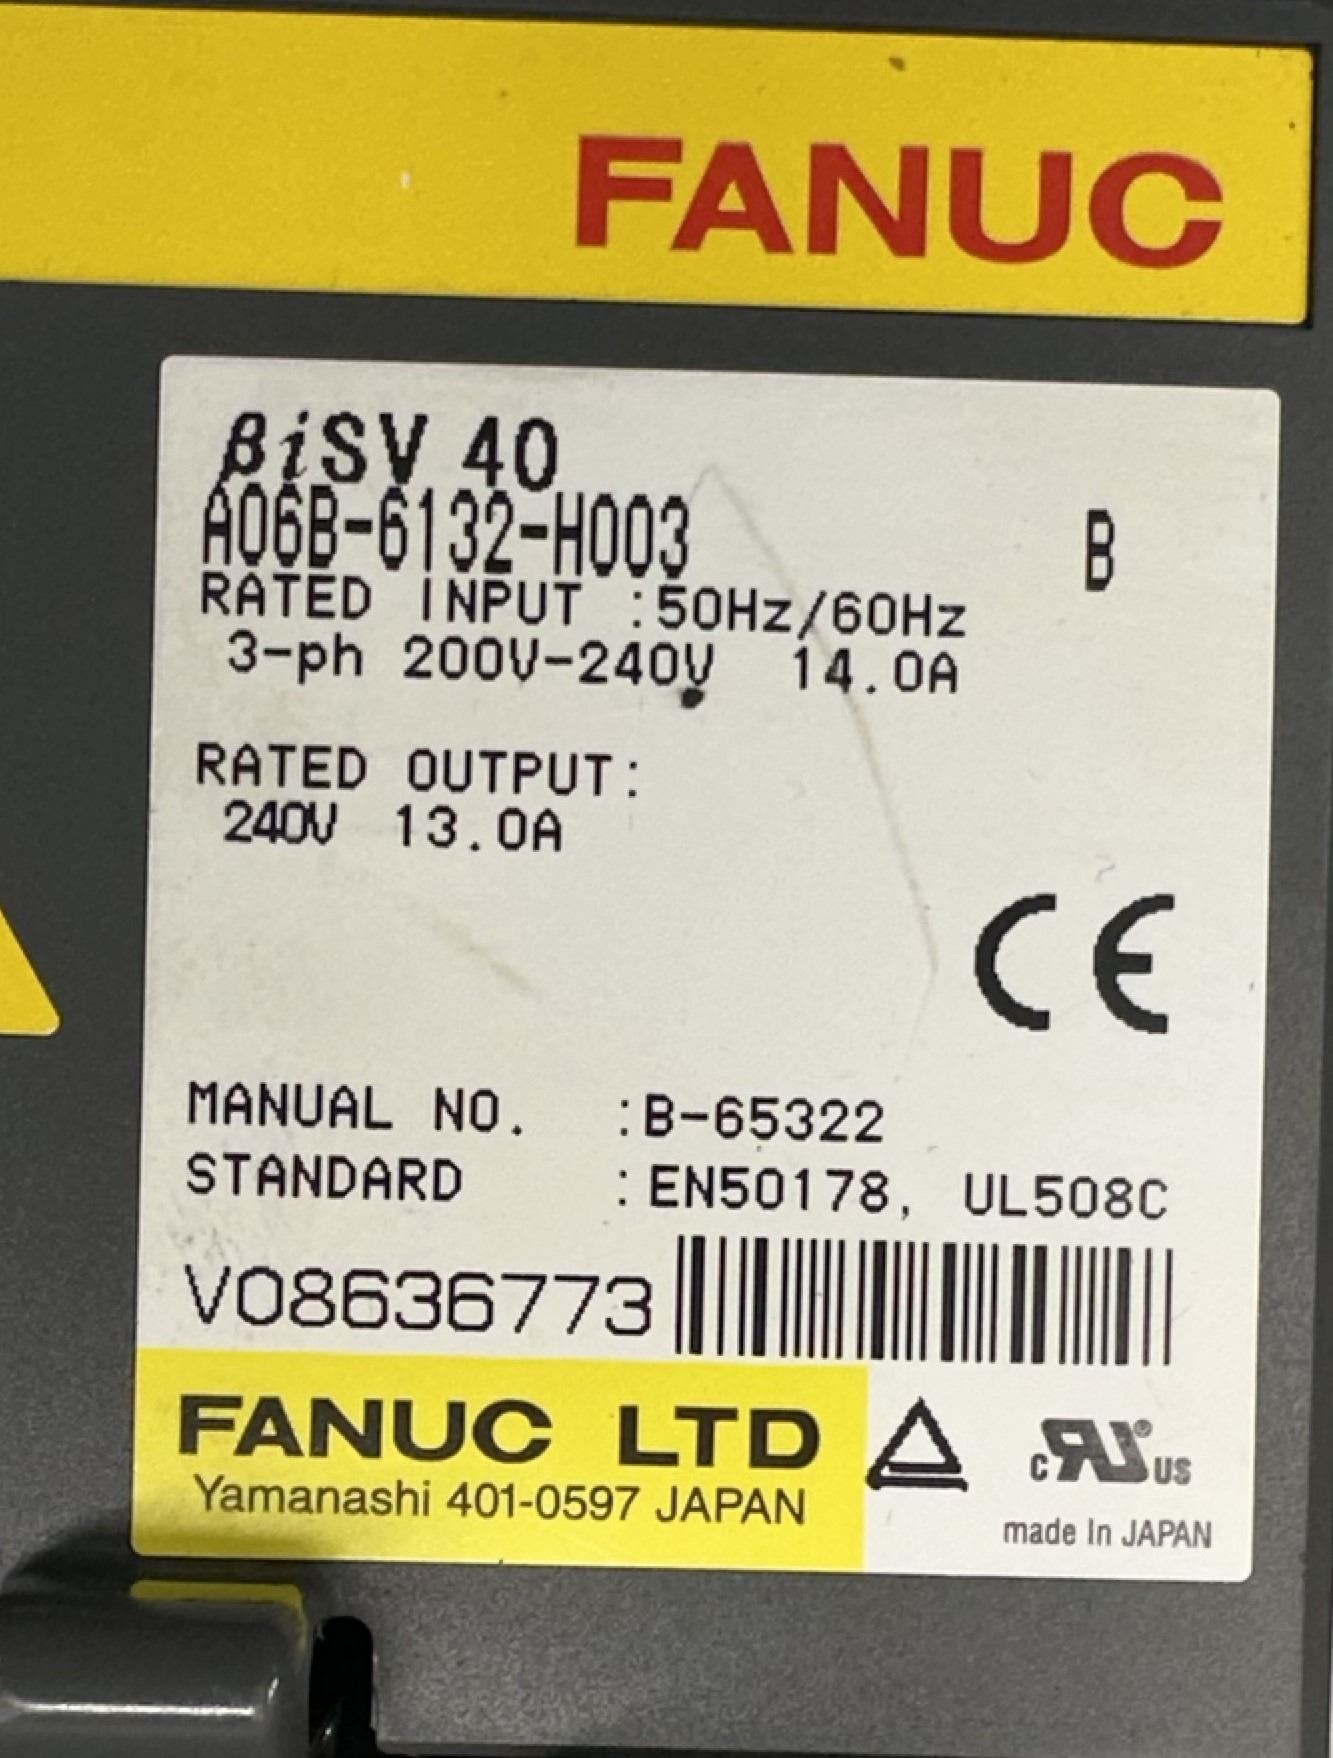 FANUC
βiSV 40
A06B-6132-H003 B
RATED INPUT :50Hz/60Hz
3-ph 200V-240V 14.0A
RATED OUTPUT:
240V 13.0A
CE
MANUAL NO. :B-65322
STANDARD :EN50178, UL508C
V08636773
FANUC LTD
Yamanashi 401-0597 JAPAN
c RU ® US
made In JAPAN